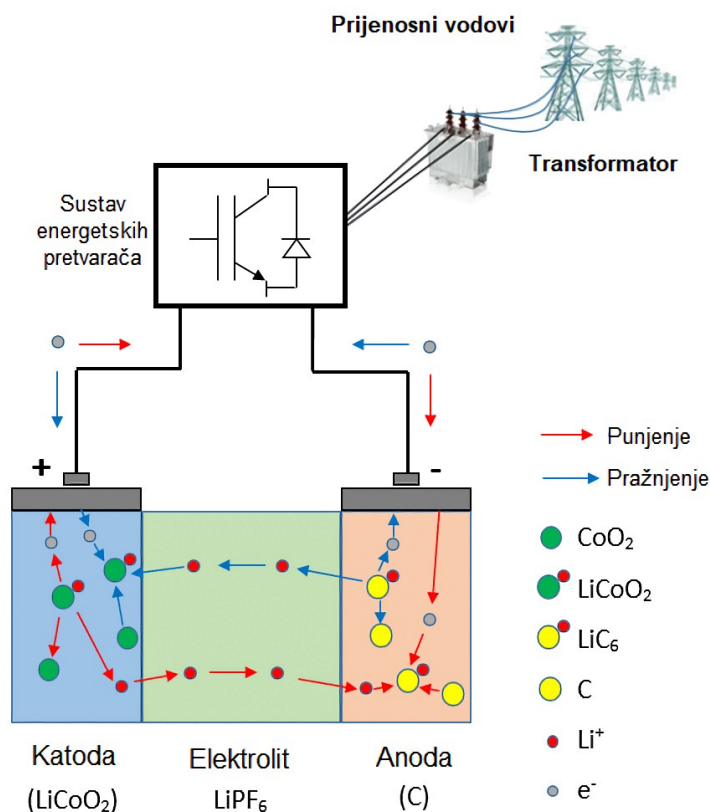 Prijenosni vodovi
Transformator
Sustav
energetskih
pretvarača
+
-
Punjenje
Pražnjenje
CoO₂
LiCoO₂
LiC₆
C
Li⁺
e⁻
Katoda
(LiCoO₂)
Elektrolit
LiPF₆
Anoda
(C)